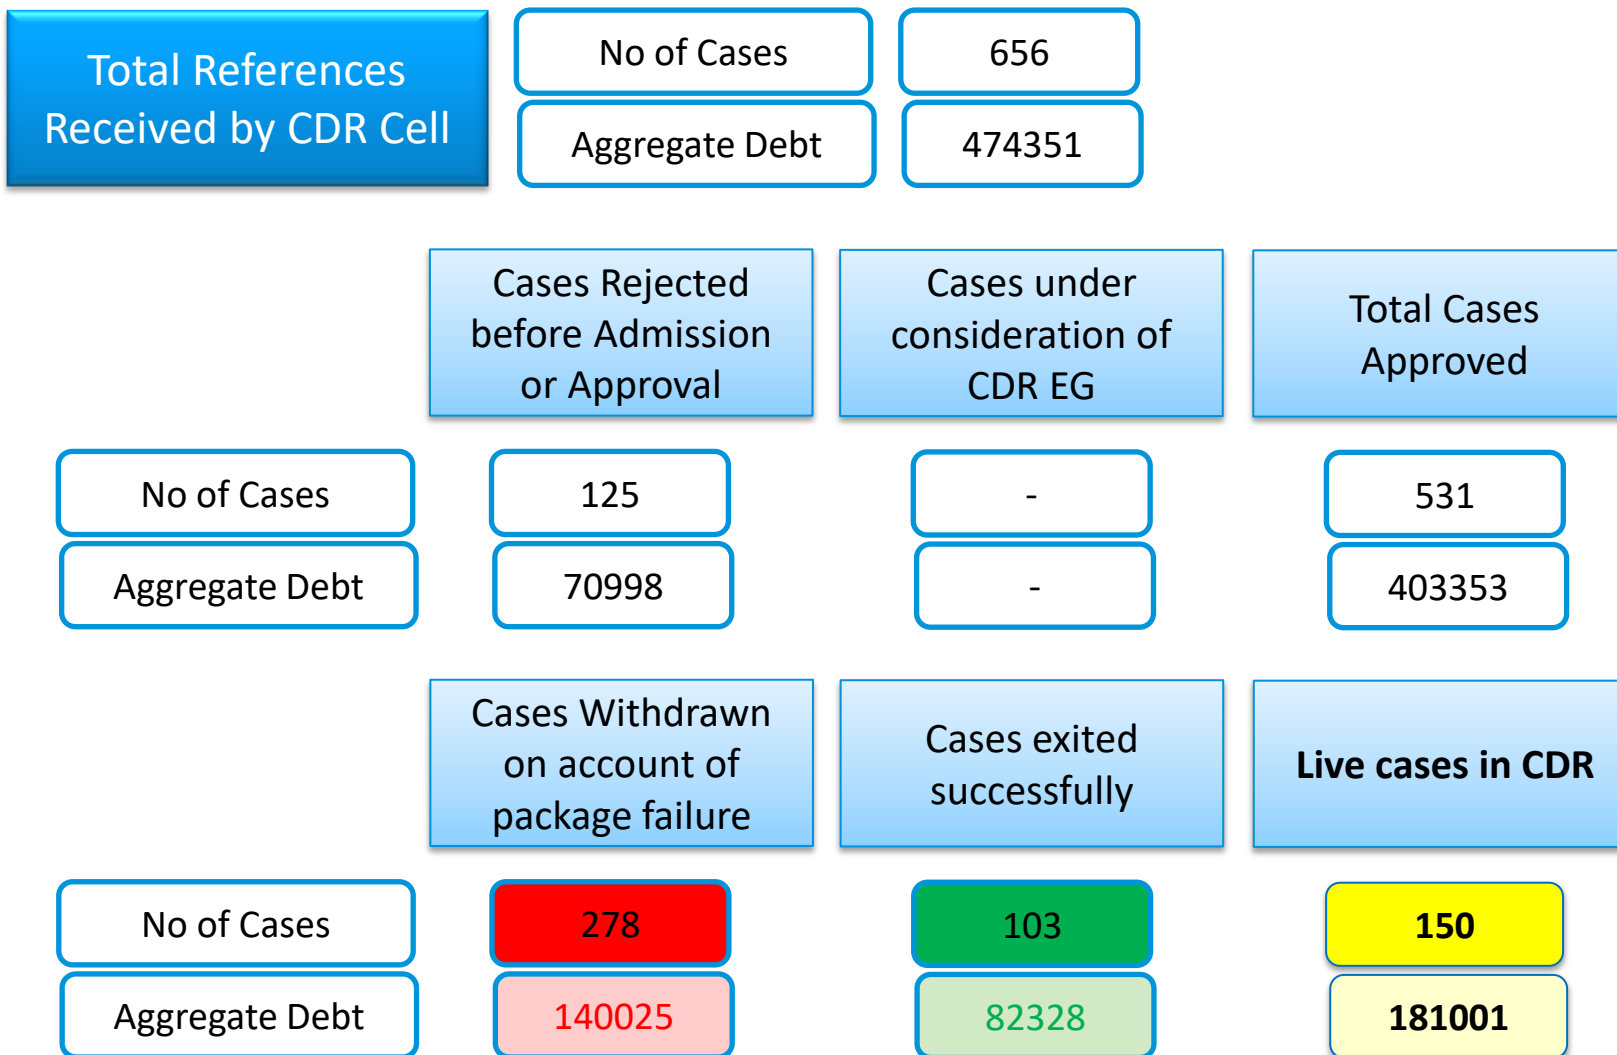 Total References
Received by CDR Cell
No of Cases
656
Aggregate Debt
474351
Cases Rejected
before Admission
or Approval
Cases under
consideration of
CDR EG
Total Cases
Approved
No of Cases
125
-
531
Aggregate Debt
70998
-
403353
Cases Withdrawn
on account of
package failure
Cases exited
successfully
Live cases in CDR
No of Cases
278
103
150
Aggregate Debt
140025
82328
181001